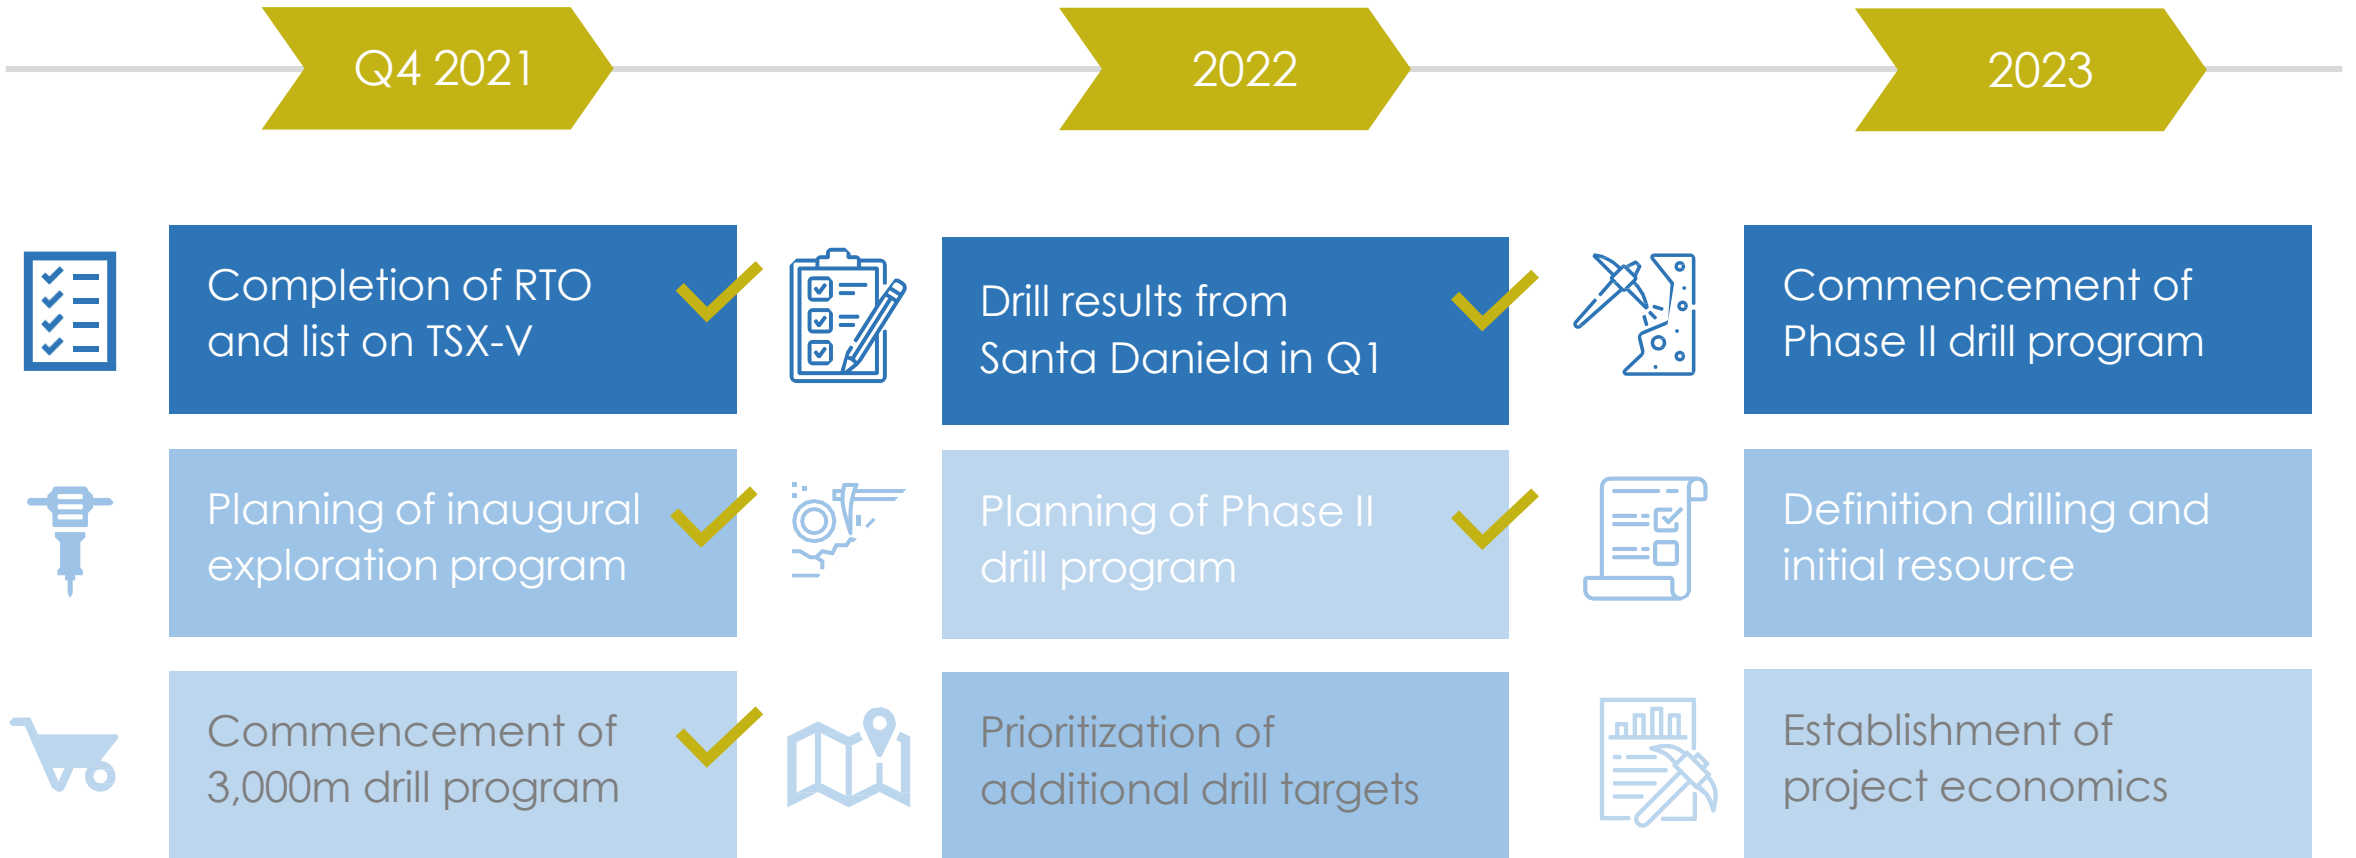 Q4 2021
2022
2023
Completion of RTO
and list on TSX-V
Drill results from
Santa Daniela in Q1
Commencement of
Phase II drill program
Planning of inaugural
exploration program
Planning of Phase II
drill program
Definition drilling and
initial resource
Commencement of
3,000m drill program
Prioritization of
additional drill targets
Establishment of
project economics